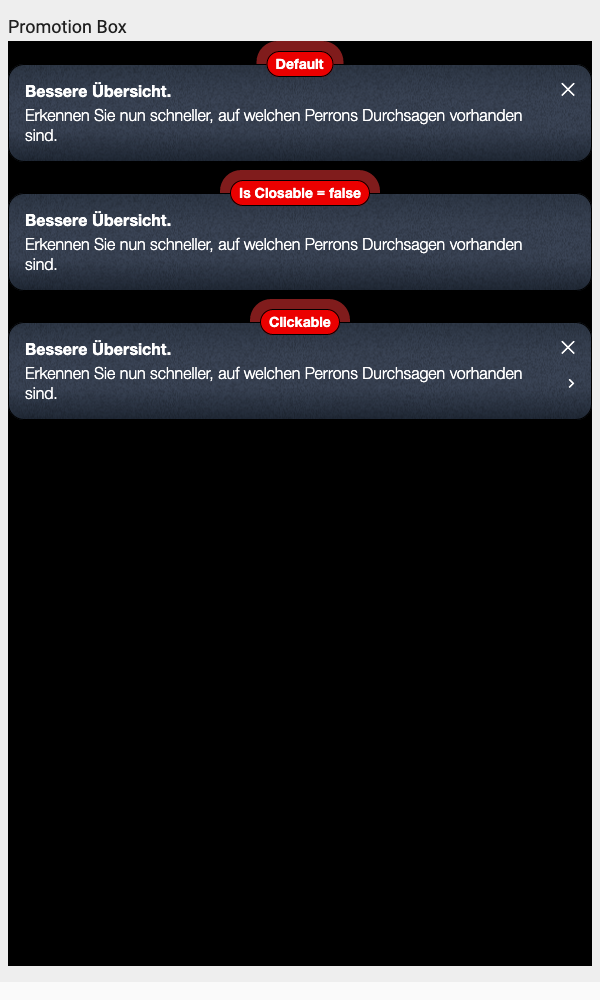 Promotion Box
Default
Bessere Übersicht.
Erkennen Sie nun schneller, auf welchen Perrons Durchsagen vorhanden
sind.
Is Closable = false
Bessere Übersicht.
Erkennen Sie nun schneller, auf welchen Perrons Durchsagen vorhanden
sind.
Clickable
Bessere Übersicht.
Erkennen Sie nun schneller, auf welchen Perrons Durchsagen vorhanden
sind.